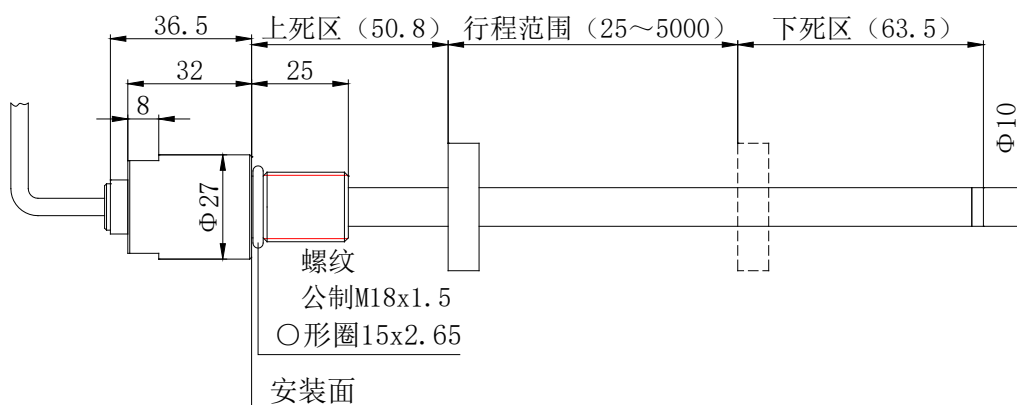 36.5
上死区（50.8）
行程范围（25～5000）
下死区（63.5）
32
25
8
Φ10
Φ27
螺纹
公制M18x1.5
○形圈15x2.65
安装面